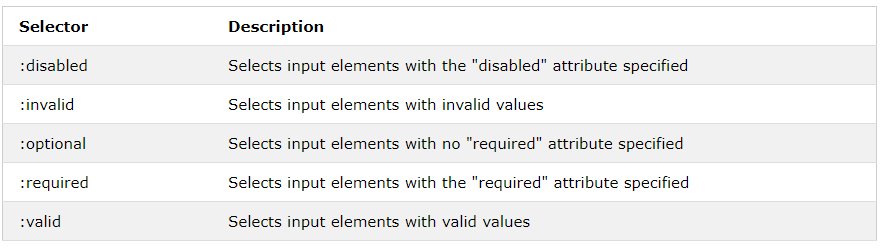 Selector Description
:disabled Selects input elements with the "disabled" attribute specified
:invalid Selects input elements with invalid values
:optional Selects input elements with no "required" attribute specified
:required Selects input elements with the "required" attribute specified
:valid Selects input elements with valid values